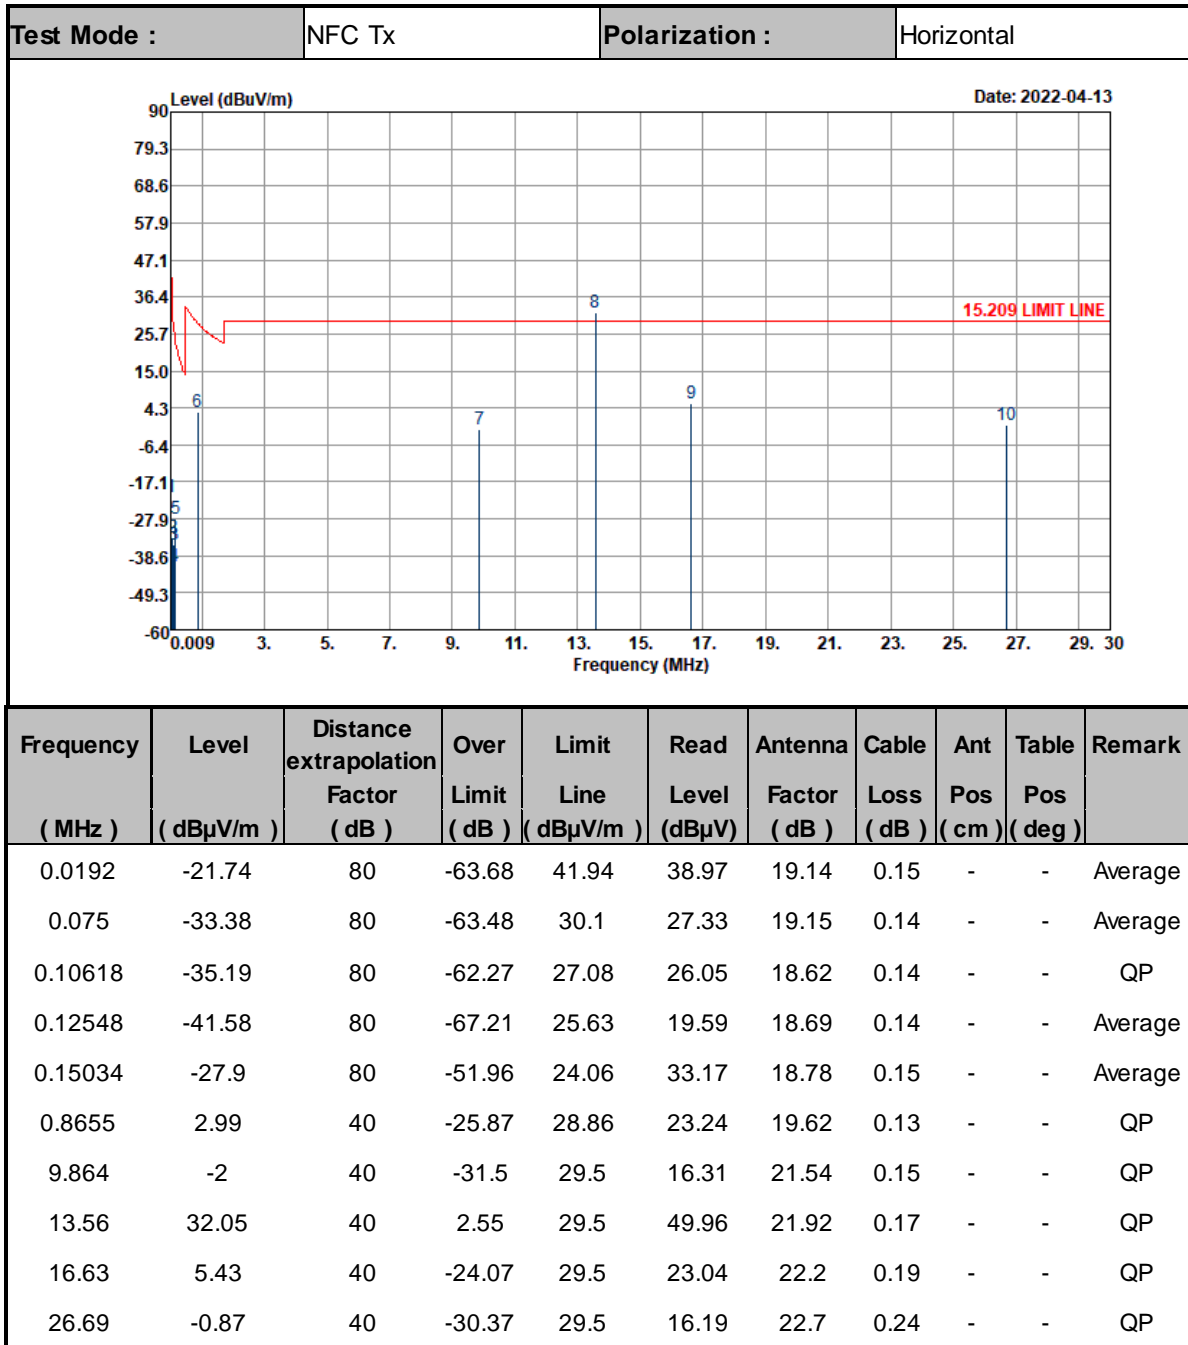 Test Mode : NFC Tx Polarization : Horizontal
Level (dBuV/m) Date: 2022-04-13
90
79.3
68.6
57.9
47.1
36.4
25.7
15.0
4.3
-6.4
-17.1
-27.9
-38.6
-49.3
-60
8
15.209 LIMIT LINE
6
7
9
10
1
5
2
3
4
0.009 3. 5. 7. 9. 11. 13. 15. 17. 19. 21. 23. 25. 27. 29. 30
Frequency (MHz)
Frequency Level Distance extrapolation Over Limit Read Antenna Cable Ant Table Remark
Factor Limit Line Level Factor Loss Pos Pos
( MHz ) ( dBµV/m ) ( dB ) ( dB ) ( dBµV/m ) (dBµV) ( dB ) ( dB ) ( cm ) ( deg )
0.0192 -21.74 80 -63.68 41.94 38.97 19.14 0.15 - - Average
0.075 -33.38 80 -63.48 30.1 27.33 19.15 0.14 - - Average
0.10618 -35.19 80 -62.27 27.08 26.05 18.62 0.14 - - QP
0.12548 -41.58 80 -67.21 25.63 19.59 18.69 0.14 - - Average
0.15034 -27.9 80 -51.96 24.06 33.17 18.78 0.15 - - Average
0.8655 2.99 40 -25.87 28.86 23.24 19.62 0.13 - - QP
9.864 -2 40 -31.5 29.5 16.31 21.54 0.15 - - QP
13.56 32.05 40 2.55 29.5 49.96 21.92 0.17 - - QP
16.63 5.43 40 -24.07 29.5 23.04 22.2 0.19 - - QP
26.69 -0.87 40 -30.37 29.5 16.19 22.7 0.24 - - QP